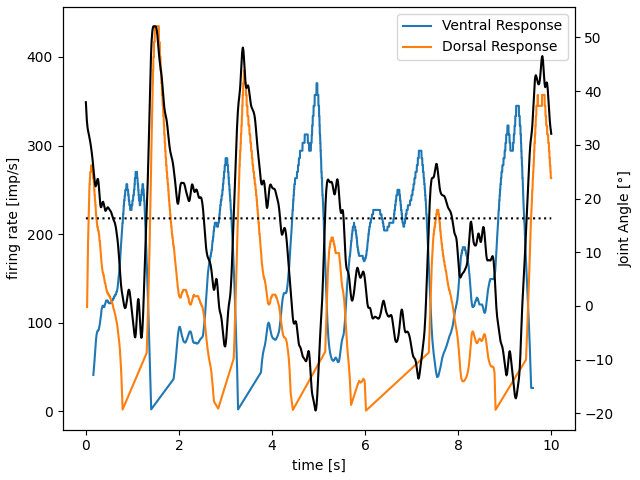 Ventral Response
Dorsal Response
firing rate [imp/s]
400
300
200
100
0
50
40
30
20
10
0
−10
−20
Joint Angle [°]
0 2 4 6 8 10
time [s]